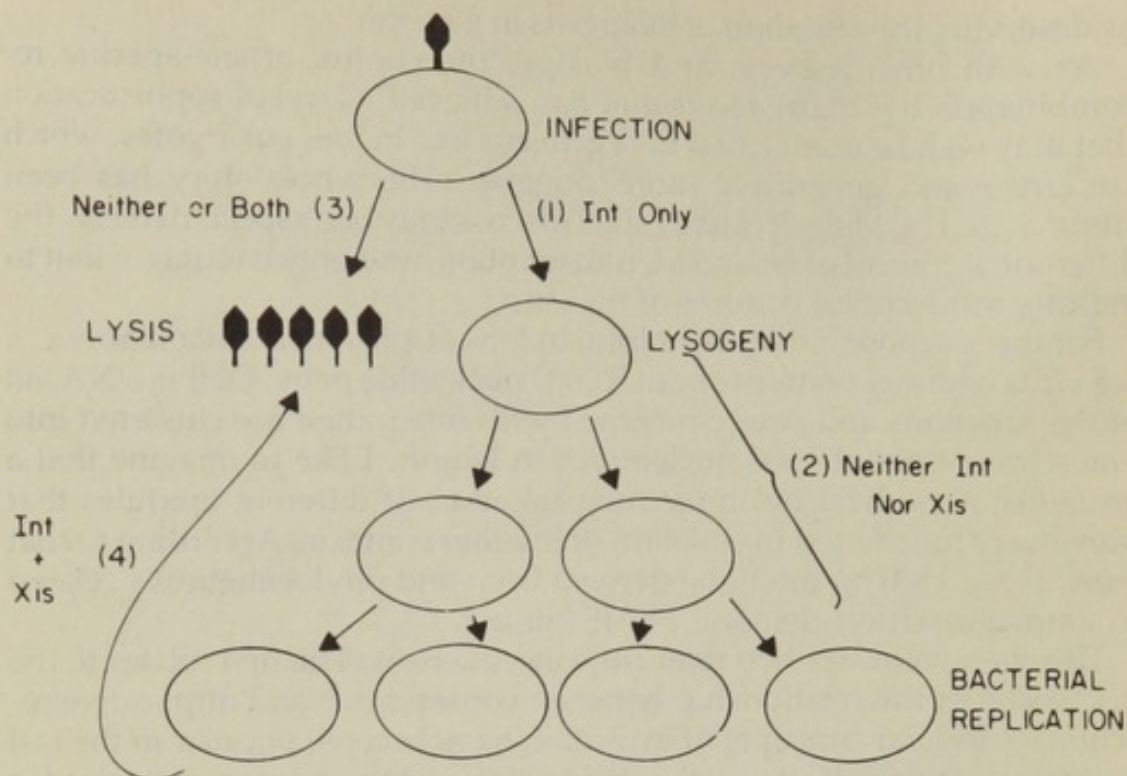 INFECTION
Neither or Both (3)
(1) Int Only
LYSIS
LYSOGENY
(2) Neither Int
Nor Xis
Int
+
Xis
(4)
BACTERIAL
REPLICATION